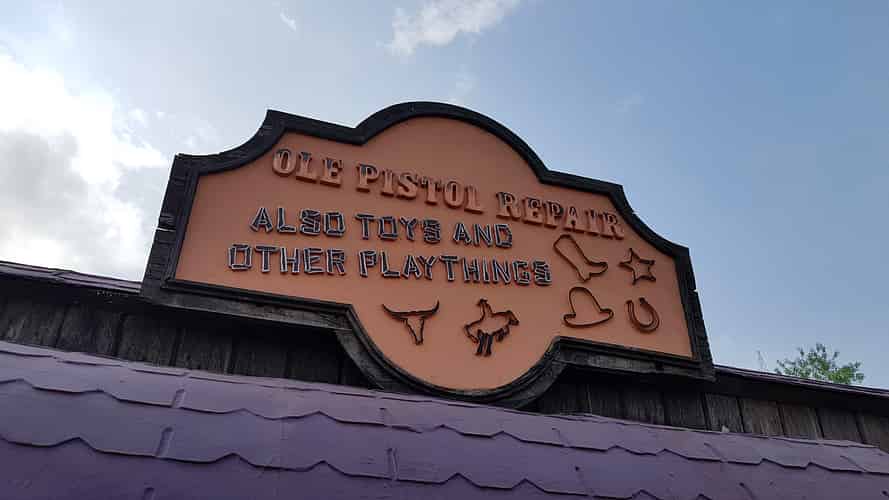 OLE PISTOL REPAIR
ALSO TOYS AND
OTHER PLAYTHINGS